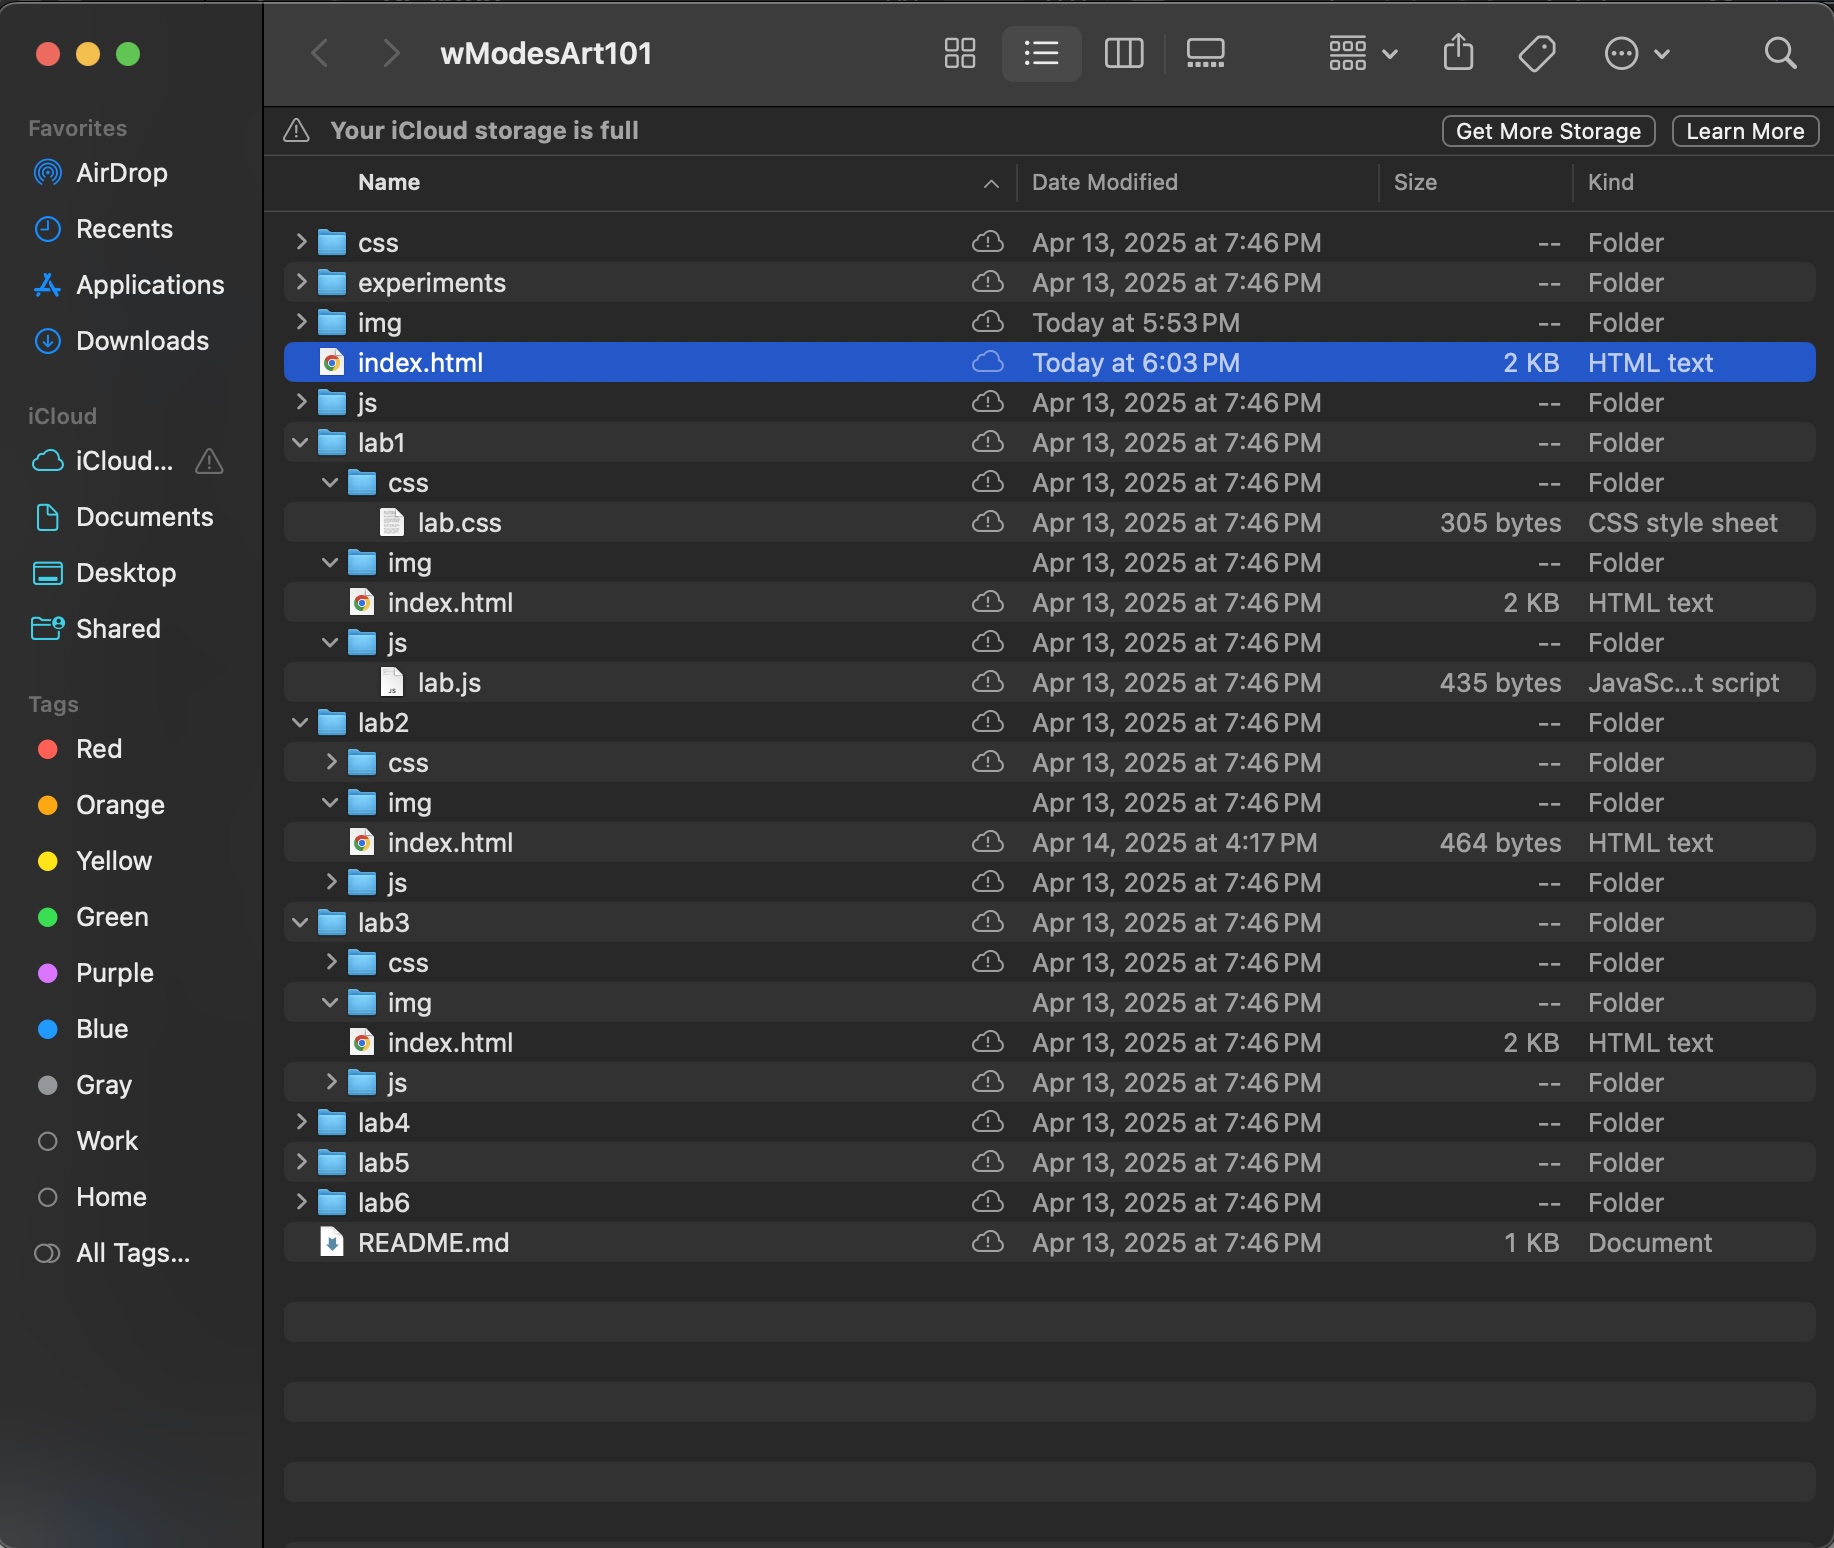 wModesArt101
Favorites
AirDrop
Recents
Applications
Downloads
iCloud
iCloud...
Documents
Desktop
Shared
Tags
Red
Orange
Yellow
Green
Purple
Blue
Gray
Work
Home
All Tags...
Your iCloud storage is full Get More Storage Learn More
Name Date Modified Size Kind
css Apr 13, 2025 at 7:46 PM -- Folder
experiments Apr 13, 2025 at 7:46 PM -- Folder
img Today at 5:53 PM -- Folder
index.html Today at 6:03 PM 2 KB HTML text
js Apr 13, 2025 at 7:46 PM -- Folder
lab1 Apr 13, 2025 at 7:46 PM -- Folder
css Apr 13, 2025 at 7:46 PM -- Folder
lab.css Apr 13, 2025 at 7:46 PM 305 bytes CSS style sheet
img Apr 13, 2025 at 7:46 PM -- Folder
index.html Apr 13, 2025 at 7:46 PM 2 KB HTML text
js Apr 13, 2025 at 7:46 PM -- Folder
lab.js Apr 13, 2025 at 7:46 PM 435 bytes JavaSc...t script
lab2 Apr 13, 2025 at 7:46 PM -- Folder
css Apr 13, 2025 at 7:46 PM -- Folder
img Apr 13, 2025 at 7:46 PM -- Folder
index.html Apr 14, 2025 at 4:17 PM 464 bytes HTML text
js Apr 13, 2025 at 7:46 PM -- Folder
lab3 Apr 13, 2025 at 7:46 PM -- Folder
css Apr 13, 2025 at 7:46 PM -- Folder
img Apr 13, 2025 at 7:46 PM -- Folder
index.html Apr 13, 2025 at 7:46 PM 2 KB HTML text
js Apr 13, 2025 at 7:46 PM -- Folder
lab4 Apr 13, 2025 at 7:46 PM -- Folder
lab5 Apr 13, 2025 at 7:46 PM -- Folder
lab6 Apr 13, 2025 at 7:46 PM -- Folder
README.md Apr 13, 2025 at 7:46 PM 1 KB Document